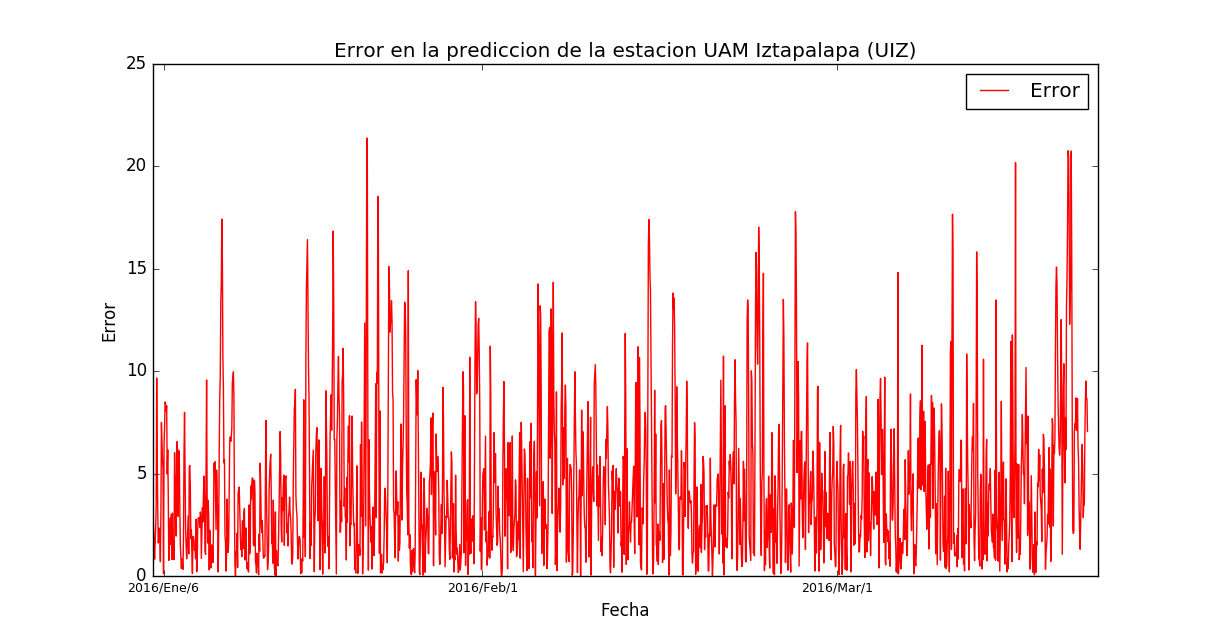 Error en la prediccion de la estacion UAM Iztapalapa (UIZ)
Error
25
20
15
10
5
0
Error
2016/Ene/6 2016/Feb/1 2016/Mar/1
Fecha